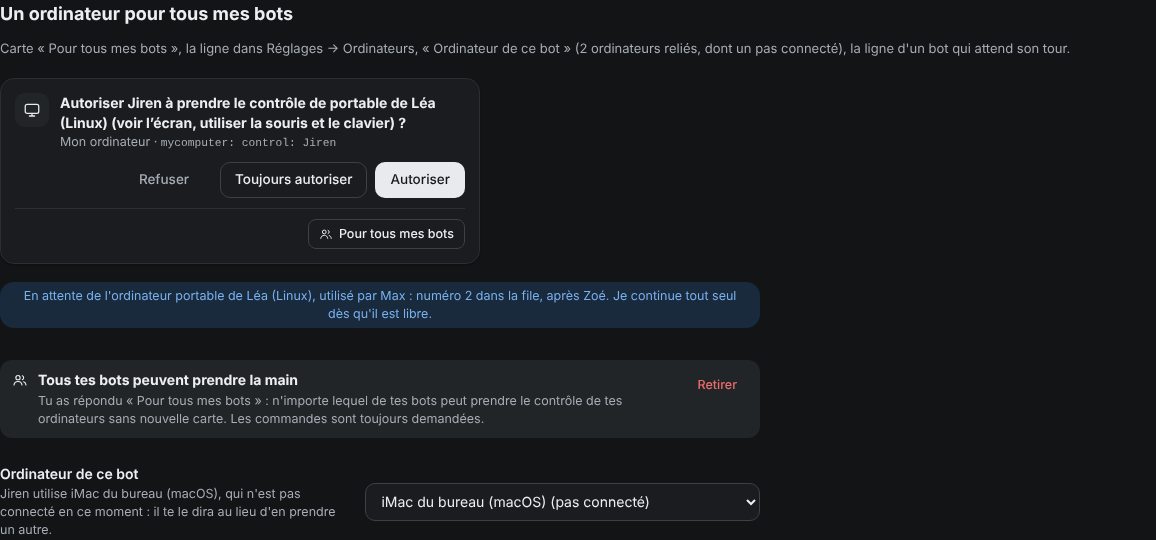 Un ordinateur pour tous mes bots
Carte « Pour tous mes bots », la ligne dans Réglages → Ordinateurs, « Ordinateur de ce bot » (2 ordinateurs reliés, dont un pas connecté), la ligne d'un bot qui attend son tour.
Autoriser Jiren à prendre le contrôle de portable de Léa
(Linux) (voir l’écran, utiliser la souris et le clavier) ?
Mon ordinateur · mycomputer: control: Jiren
Refuser
Toujours autoriser
Autoriser
Pour tous mes bots
En attente de l'ordinateur portable de Léa (Linux), utilisé par Max : numéro 2 dans la file, après Zoé. Je continue tout seul
dès qu'il est libre.
Tous tes bots peuvent prendre la main
Retirer
Tu as répondu « Pour tous mes bots » : n'importe lequel de tes bots peut prendre le contrôle de tes
ordinateurs sans nouvelle carte. Les commandes sont toujours demandées.
Ordinateur de ce bot
Jiren utilise iMac du bureau (macOS), qui n'est pas
connecté en ce moment : il te le dira au lieu d'en prendre
un autre.
iMac du bureau (macOS) (pas connecté)